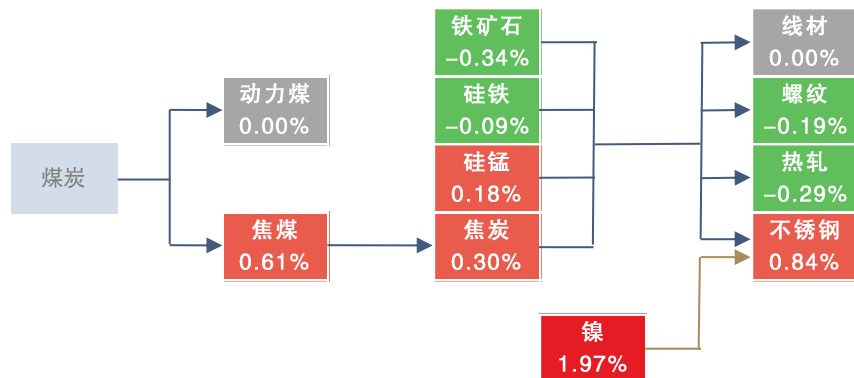 煤炭
动力煤
0.00%
焦煤
0.61%
铁矿石
-0.34%
硅铁
-0.09%
硅锰
0.18%
焦炭
0.30%
镍
1.97%
线材
0.00%
螺纹
-0.19%
热轧
-0.29%
不锈钢
0.84%